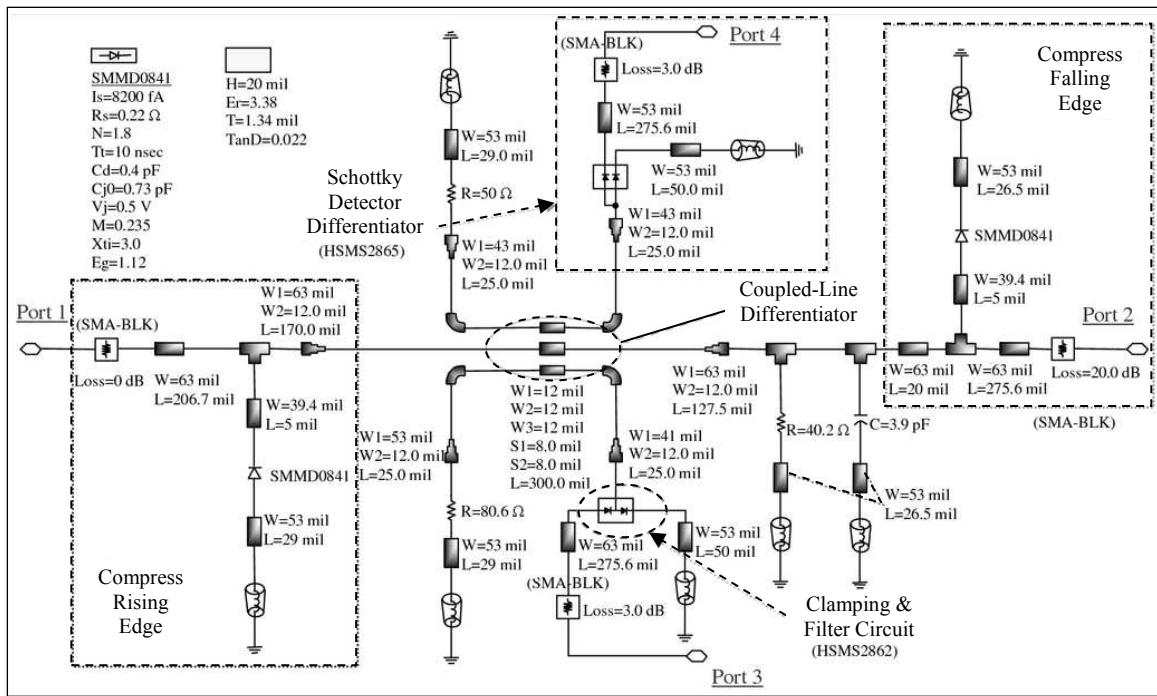 SMMD0841
Is=8200 fA
Rs=0.22 Ω
N=1.8
Tt=10 nsec
Cd=0.4 pF
Cj0=0.73 pF
Vj=0.5 V
M=0.235
Xti=3.0
Eg=1.12
H=20 mil
Er=3.38
T=1.34 mil
TanD=0.022
W=53 mil
L=29.0 mil
R=50 Ω
W1=43 mil
W2=12.0 mil
L=25.0 mil
Schottky
Detector
Differentiator
(HSMS2865)
(SMA-BLK)
Port 4
Loss=3.0 dB
W=53 mil
L=275.6 mil
W=53 mil
L=50.0 mil
W1=43 mil
W2=12.0 mil
L=25.0 mil
Compress
Falling
Edge
W=53 mil
L=26.5 mil
SMMD0841
W=39.4 mil
L=5 mil
Port 2
W=63 mil
L=20 mil
W=63 mil
L=275.6 mil
Loss=20.0 dB
(SMA-BLK)
Coupled-Line
Differentiator
Port 1
(SMA-BLK)
Loss=0 dB
W=63 mil
L=206.7 mil
W1=63 mil
W2=12.0 mil
L=170.0 mil
W=39.4 mil
L=5 mil
SMMD0841
W=53 mil
L=29 mil
Compress
Rising
Edge
W1=53 mil
W2=12.0 mil
L=25.0 mil
R=80.6 Ω
W=53 mil
L=29 mil
W1=12 mil
W2=12 mil
W3=12 mil
S1=8.0 mil
S2=8.0 mil
L=300.0 mil
W1=41 mil
W2=12.0 mil
L=25.0 mil
W1=63 mil
W2=12.0 mil
L=127.5 mil
R=40.2 Ω
C=3.9 pF
W=53 mil
L=26.5 mil
W=63 mil
L=275.6 mil
W=53 mil
L=50 mil
(SMA-BLK)
Loss=3.0 dB
Port 3
Clamping &
Filter Circuit
(HSMS2862)